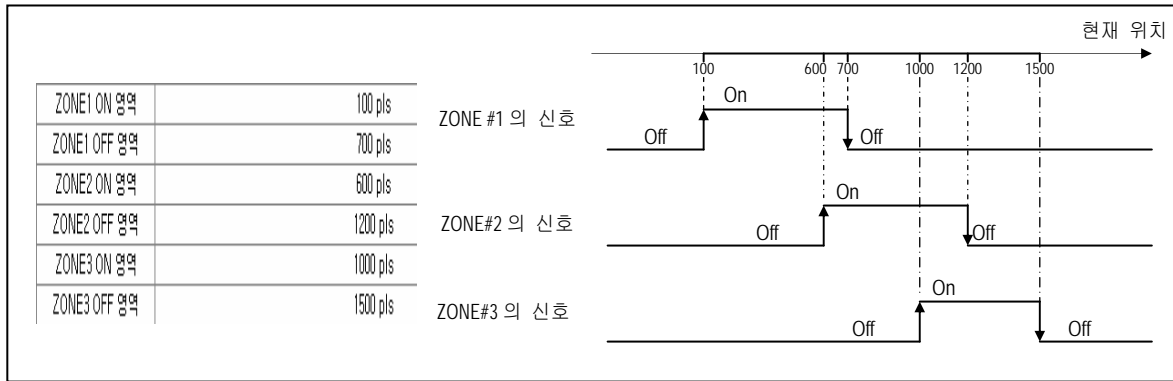 현재 위치
100 600 700 1000 1200 1500
ZONE1 ON 영역 100 pls
ZONE1 OFF 영역 700 pls
ZONE2 ON 영역 600 pls
ZONE2 OFF 영역 1200 pls
ZONE3 ON 영역 1000 pls
ZONE3 OFF 영역 1500 pls
ZONE #1 의 신호
Off
On
Off
ZONE#2 의 신호
Off
On
Off
ZONE#3 의 신호
Off
On
Off